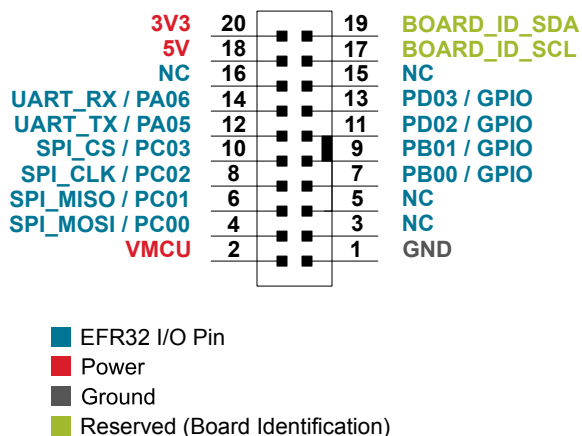 3V3 20 19 BOARD_ID_SDA
5V 18 17 BOARD_ID_SCL
NC 16 15 NC
UART_RX / PA06 14 13 PD03 / GPIO
UART_TX / PA05 12 11 PD02 / GPIO
SPI_CS / PC03 10 9 PB01 / GPIO
SPI_CLK / PC02 8 7 PB00 / GPIO
SPI_MISO / PC01 6 5 NC
SPI_MOSI / PC00 4 3 NC
VMCU 2 1 GND
EFR32 I/O Pin
Power
Ground
Reserved (Board Identification)